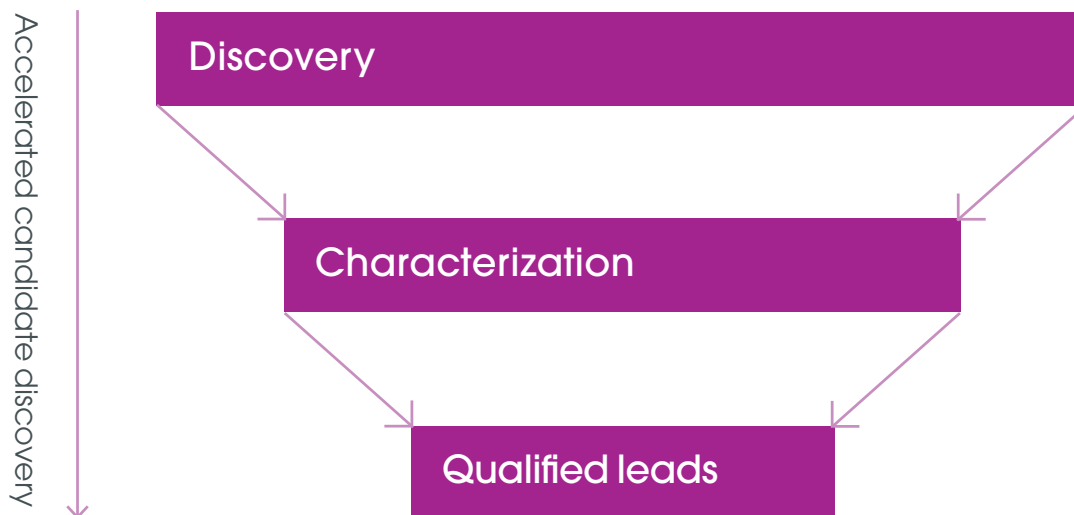 Accelerated candidate discovery
Discovery
Characterization
Qualified leads